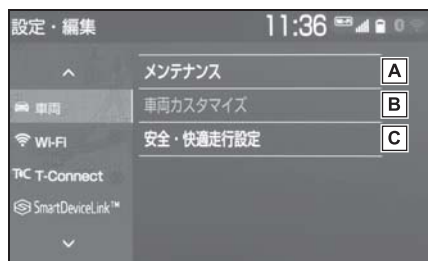 設定・編集
11:36
0
メンテナンス
A
車両
車両カスタマイズ
B
Wi-Fi
安全・快適走行設定
C
T-Connect
SmartDeviceLink™